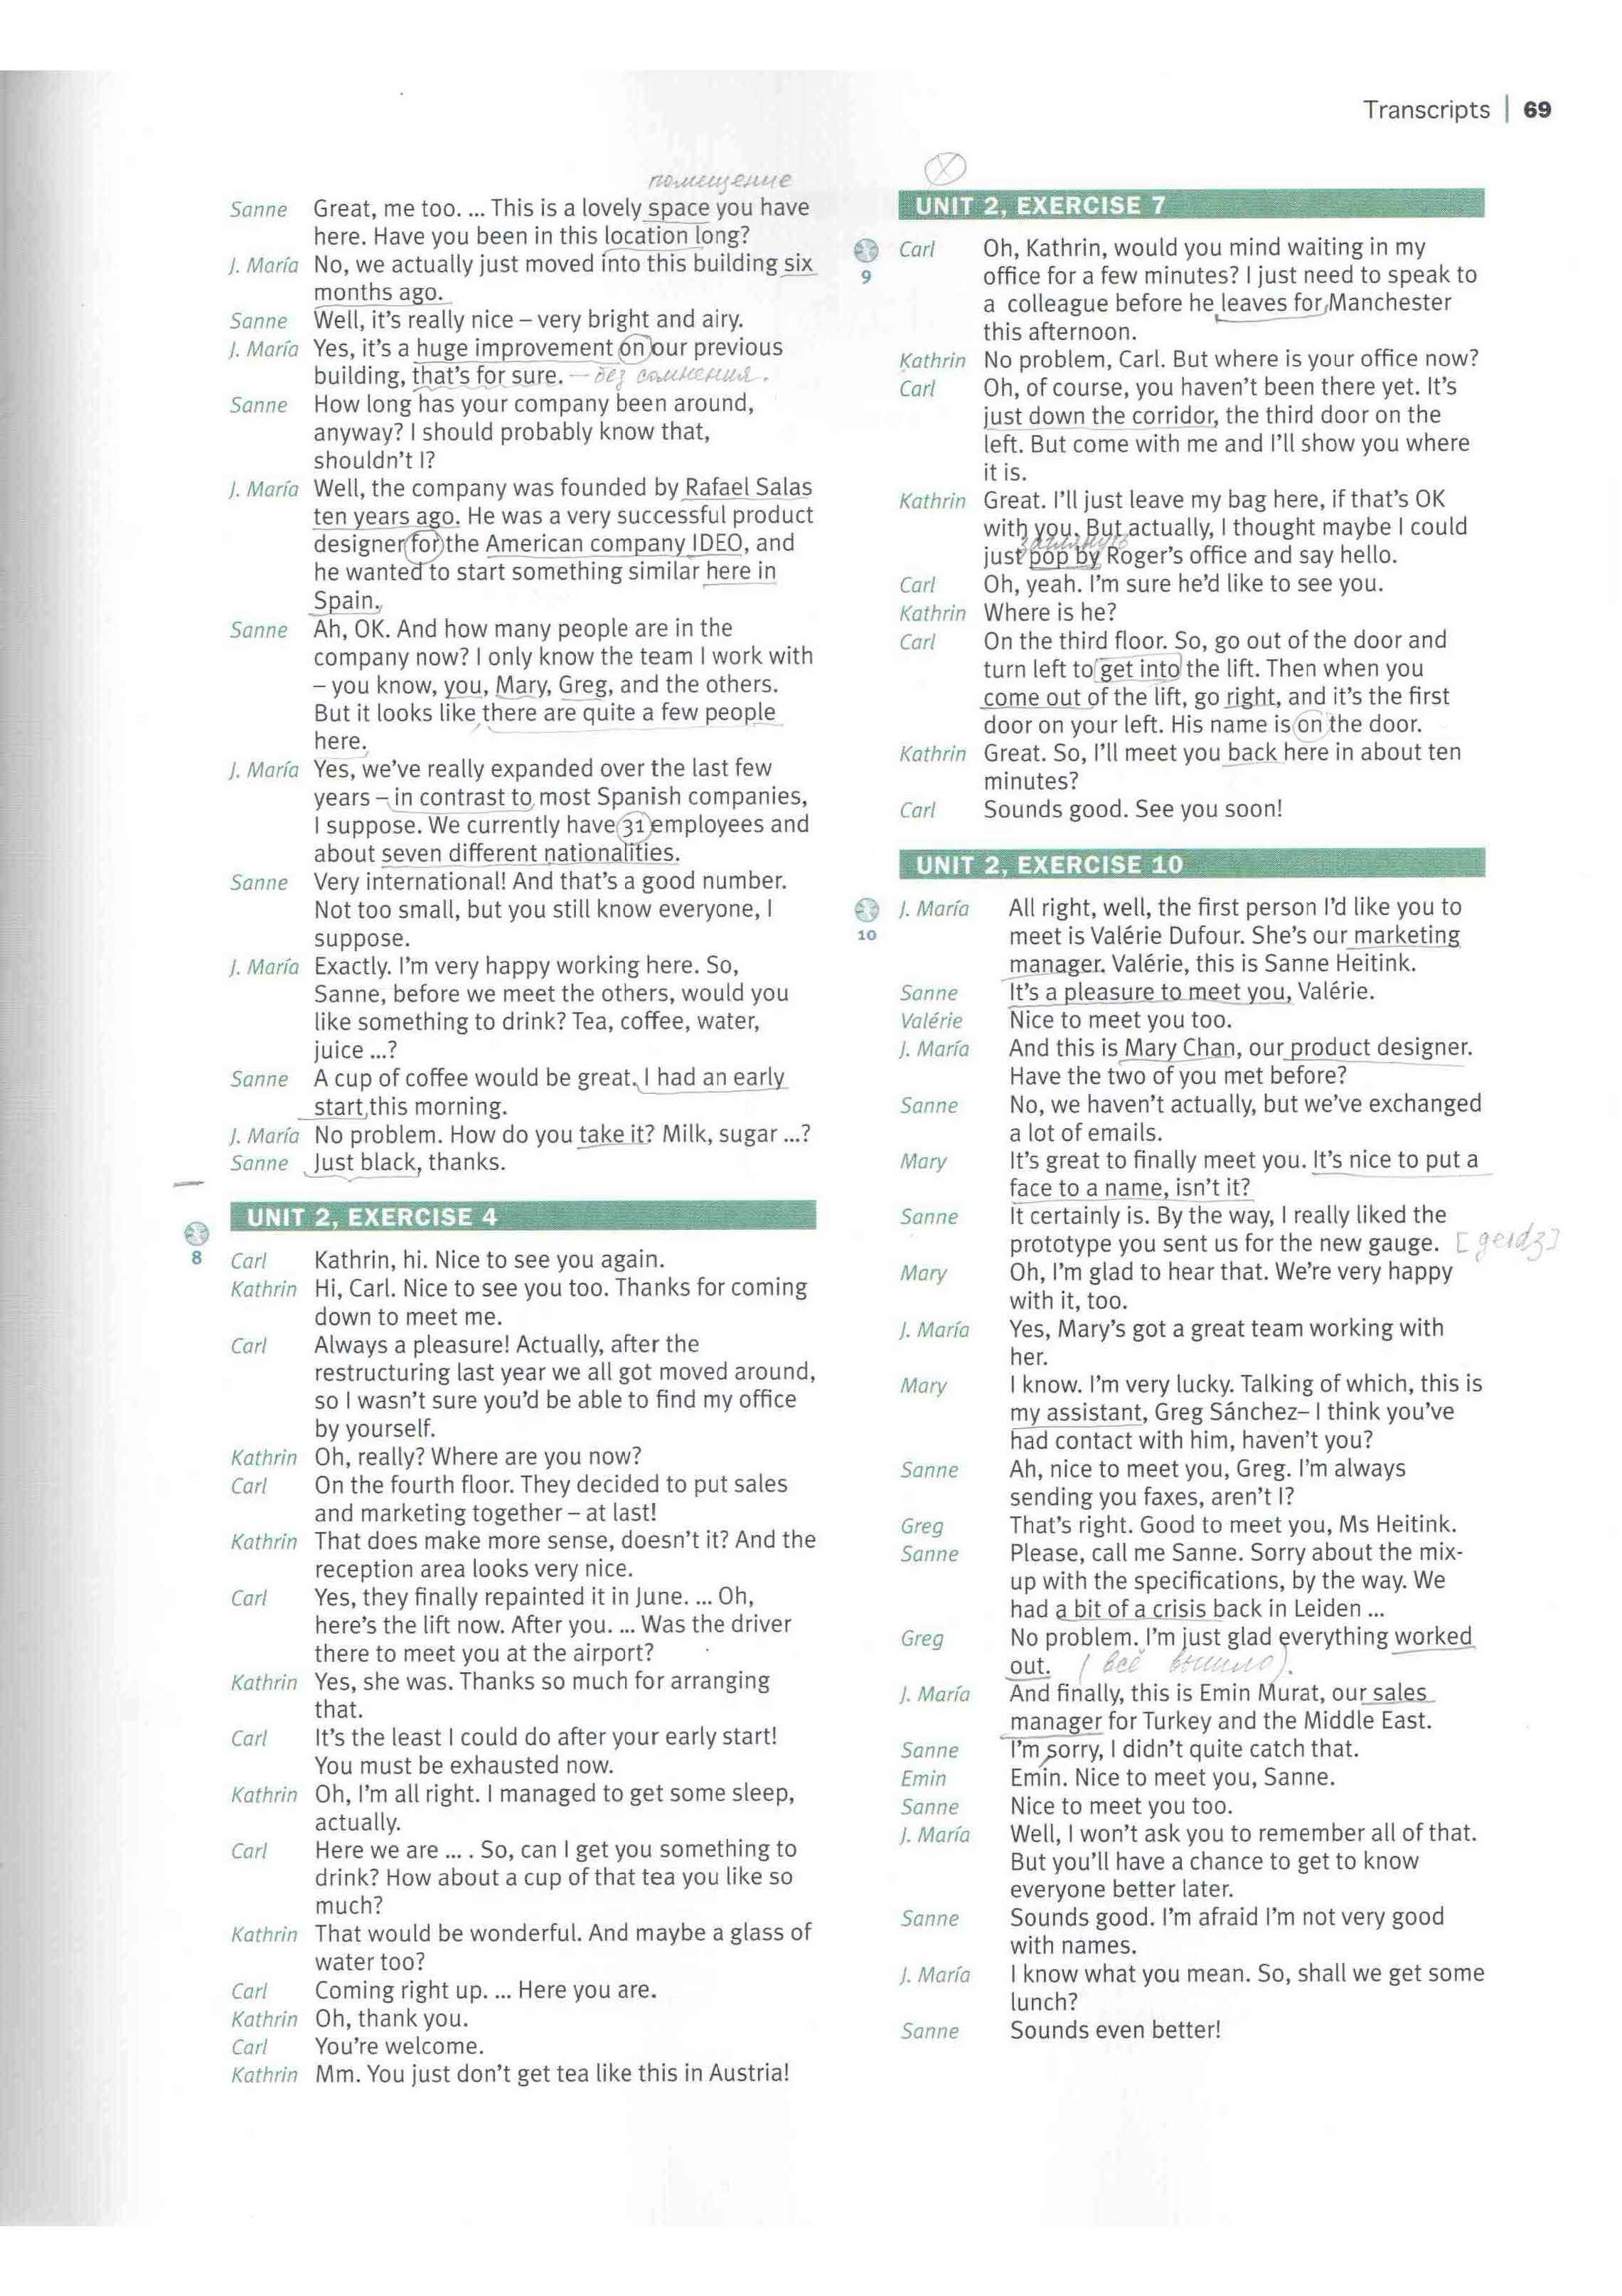 Transcripts | 69
помещение
Sanne Great, me too. ... This is a lovely space you have
here. Have you been in this location long?
J. María No, we actually just moved into this building six
months ago.
Sanne Well, it's really nice – very bright and airy.
J. María Yes, it's a huge improvement on our previous
building, that's for sure. – без сомнения.
Sanne How long has your company been around,
anyway? I should probably know that,
shouldn't I?
J. María Well, the company was founded by Rafael Salas
ten years ago. He was a very successful product
designer for the American company IDEO, and
he wanted to start something similar here in
Spain.
Sanne Ah, OK. And how many people are in the
company now? I only know the team I work with
– you know, you, Mary, Greg, and the others.
But it looks like there are quite a few people
here.
J. María Yes, we've really expanded over the last few
years – in contrast to most Spanish companies,
I suppose. We currently have 31 employees and
about seven different nationalities.
Sanne Very international! And that's a good number.
Not too small, but you still know everyone, I
suppose.
J. María Exactly. I'm very happy working here. So,
Sanne, before we meet the others, would you
like something to drink? Tea, coffee, water,
juice ...?
Sanne A cup of coffee would be great. I had an early
start this morning.
J. María No problem. How do you take it? Milk, sugar ...?
Sanne Just black, thanks.
UNIT 2, EXERCISE 4
8 Carl Kathrin, hi. Nice to see you again.
Kathrin Hi, Carl. Nice to see you too. Thanks for coming
down to meet me.
Carl Always a pleasure! Actually, after the
restructuring last year we all got moved around,
so I wasn't sure you'd be able to find my office
by yourself.
Kathrin Oh, really? Where are you now?
Carl On the fourth floor. They decided to put sales
and marketing together – at last!
Kathrin That does make more sense, doesn't it? And the
reception area looks very nice.
Carl Yes, they finally repainted it in June. ... Oh,
here's the lift now. After you. ... Was the driver
there to meet you at the airport?
Kathrin Yes, she was. Thanks so much for arranging
that.
Carl It's the least I could do after your early start!
You must be exhausted now.
Kathrin Oh, I'm all right. I managed to get some sleep,
actually.
Carl Here we are ... . So, can I get you something to
drink? How about a cup of that tea you like so
much?
Kathrin That would be wonderful. And maybe a glass of
water too?
Carl Coming right up. ... Here you are.
Kathrin Oh, thank you.
Carl You're welcome.
Kathrin Mm. You just don't get tea like this in Austria!
UNIT 2, EXERCISE 7
9 Carl Oh, Kathrin, would you mind waiting in my
office for a few minutes? I just need to speak to
a colleague before he leaves for Manchester
this afternoon.
Kathrin No problem, Carl. But where is your office now?
Carl Oh, of course, you haven't been there yet. It's
just down the corridor, the third door on the
left. But come with me and I'll show you where
it is.
Kathrin Great. I'll just leave my bag here, if that's OK
with you. But actually, I thought maybe I could
заглянуть
just pop by Roger's office and say hello.
Carl Oh, yeah. I'm sure he'd like to see you.
Kathrin Where is he?
Carl On the third floor. So, go out of the door and
turn left to get into the lift. Then when you
come out of the lift, go right, and it's the first
door on your left. His name is on the door.
Kathrin Great. So, I'll meet you back here in about ten
minutes?
Carl Sounds good. See you soon!
UNIT 2, EXERCISE 10
10 J. María All right, well, the first person I'd like you to
meet is Valérie Dufour. She's our marketing
manager. Valérie, this is Sanne Heitink.
Sanne It's a pleasure to meet you, Valérie.
Valérie Nice to meet you too.
J. María And this is Mary Chan, our product designer.
Have the two of you met before?
Sanne No, we haven't actually, but we've exchanged
a lot of emails.
Mary It's great to finally meet you. It's nice to put a
face to a name, isn't it?
Sanne It certainly is. By the way, I really liked the
prototype you sent us for the new gauge. [geidʒ]
Mary Oh, I'm glad to hear that. We're very happy
with it, too.
J. María Yes, Mary's got a great team working with
her.
Mary I know. I'm very lucky. Talking of which, this is
my assistant, Greg Sánchez– I think you've
had contact with him, haven't you?
Sanne Ah, nice to meet you, Greg. I'm always
sending you faxes, aren't I?
Greg That's right. Good to meet you, Ms Heitink.
Sanne Please, call me Sanne. Sorry about the mix-
up with the specifications, by the way. We
had a bit of a crisis back in Leiden ...
Greg No problem. I'm just glad everything worked
out. (всё вышло).
J. María And finally, this is Emin Murat, our sales
manager for Turkey and the Middle East.
Sanne I'm sorry, I didn't quite catch that.
Emin Emin. Nice to meet you, Sanne.
Sanne Nice to meet you too.
J. María Well, I won't ask you to remember all of that.
But you'll have a chance to get to know
everyone better later.
Sanne Sounds good. I'm afraid I'm not very good
with names.
J. María I know what you mean. So, shall we get some
lunch?
Sanne Sounds even better!